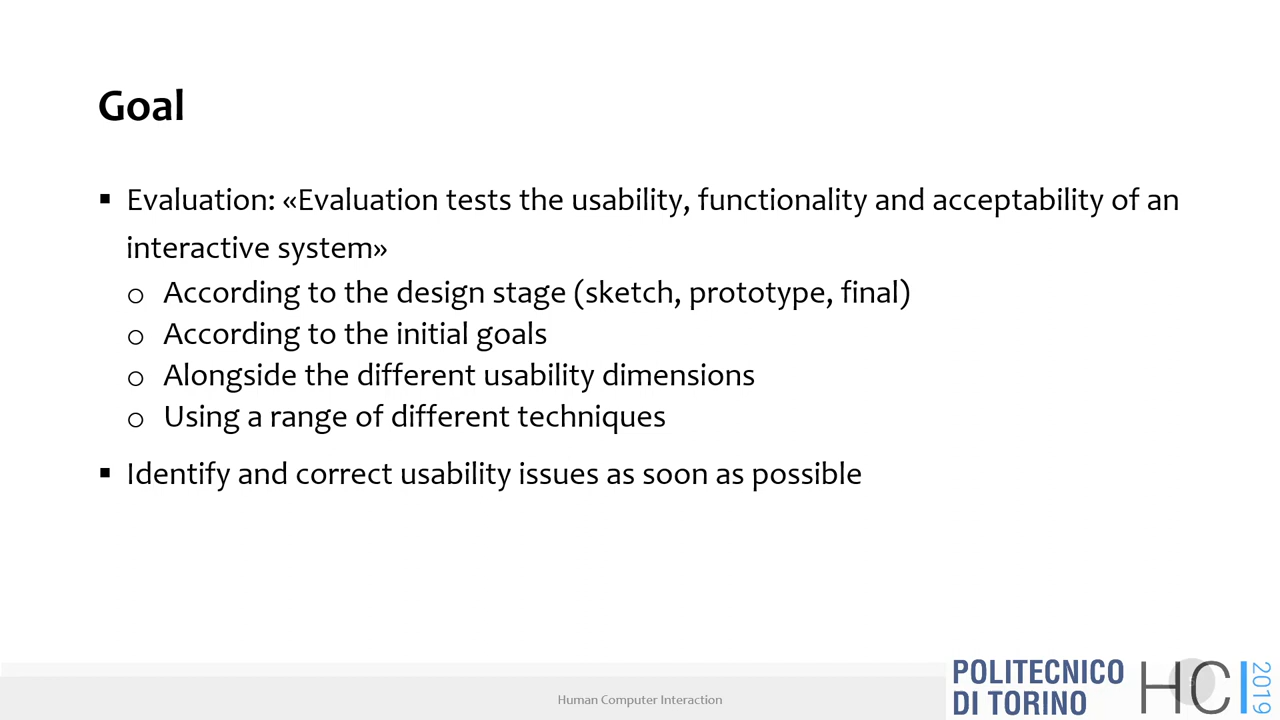 Goal
▪ Evaluation: «Evaluation tests the usability, functionality and acceptability of an
interactive system»
o According to the design stage (sketch, prototype, final)
o According to the initial goals
o Alongside the different usability dimensions
o Using a range of different techniques
▪ Identify and correct usability issues as soon as possible
Human Computer Interaction
POLITECNICO
DI TORINO
HCI
2019